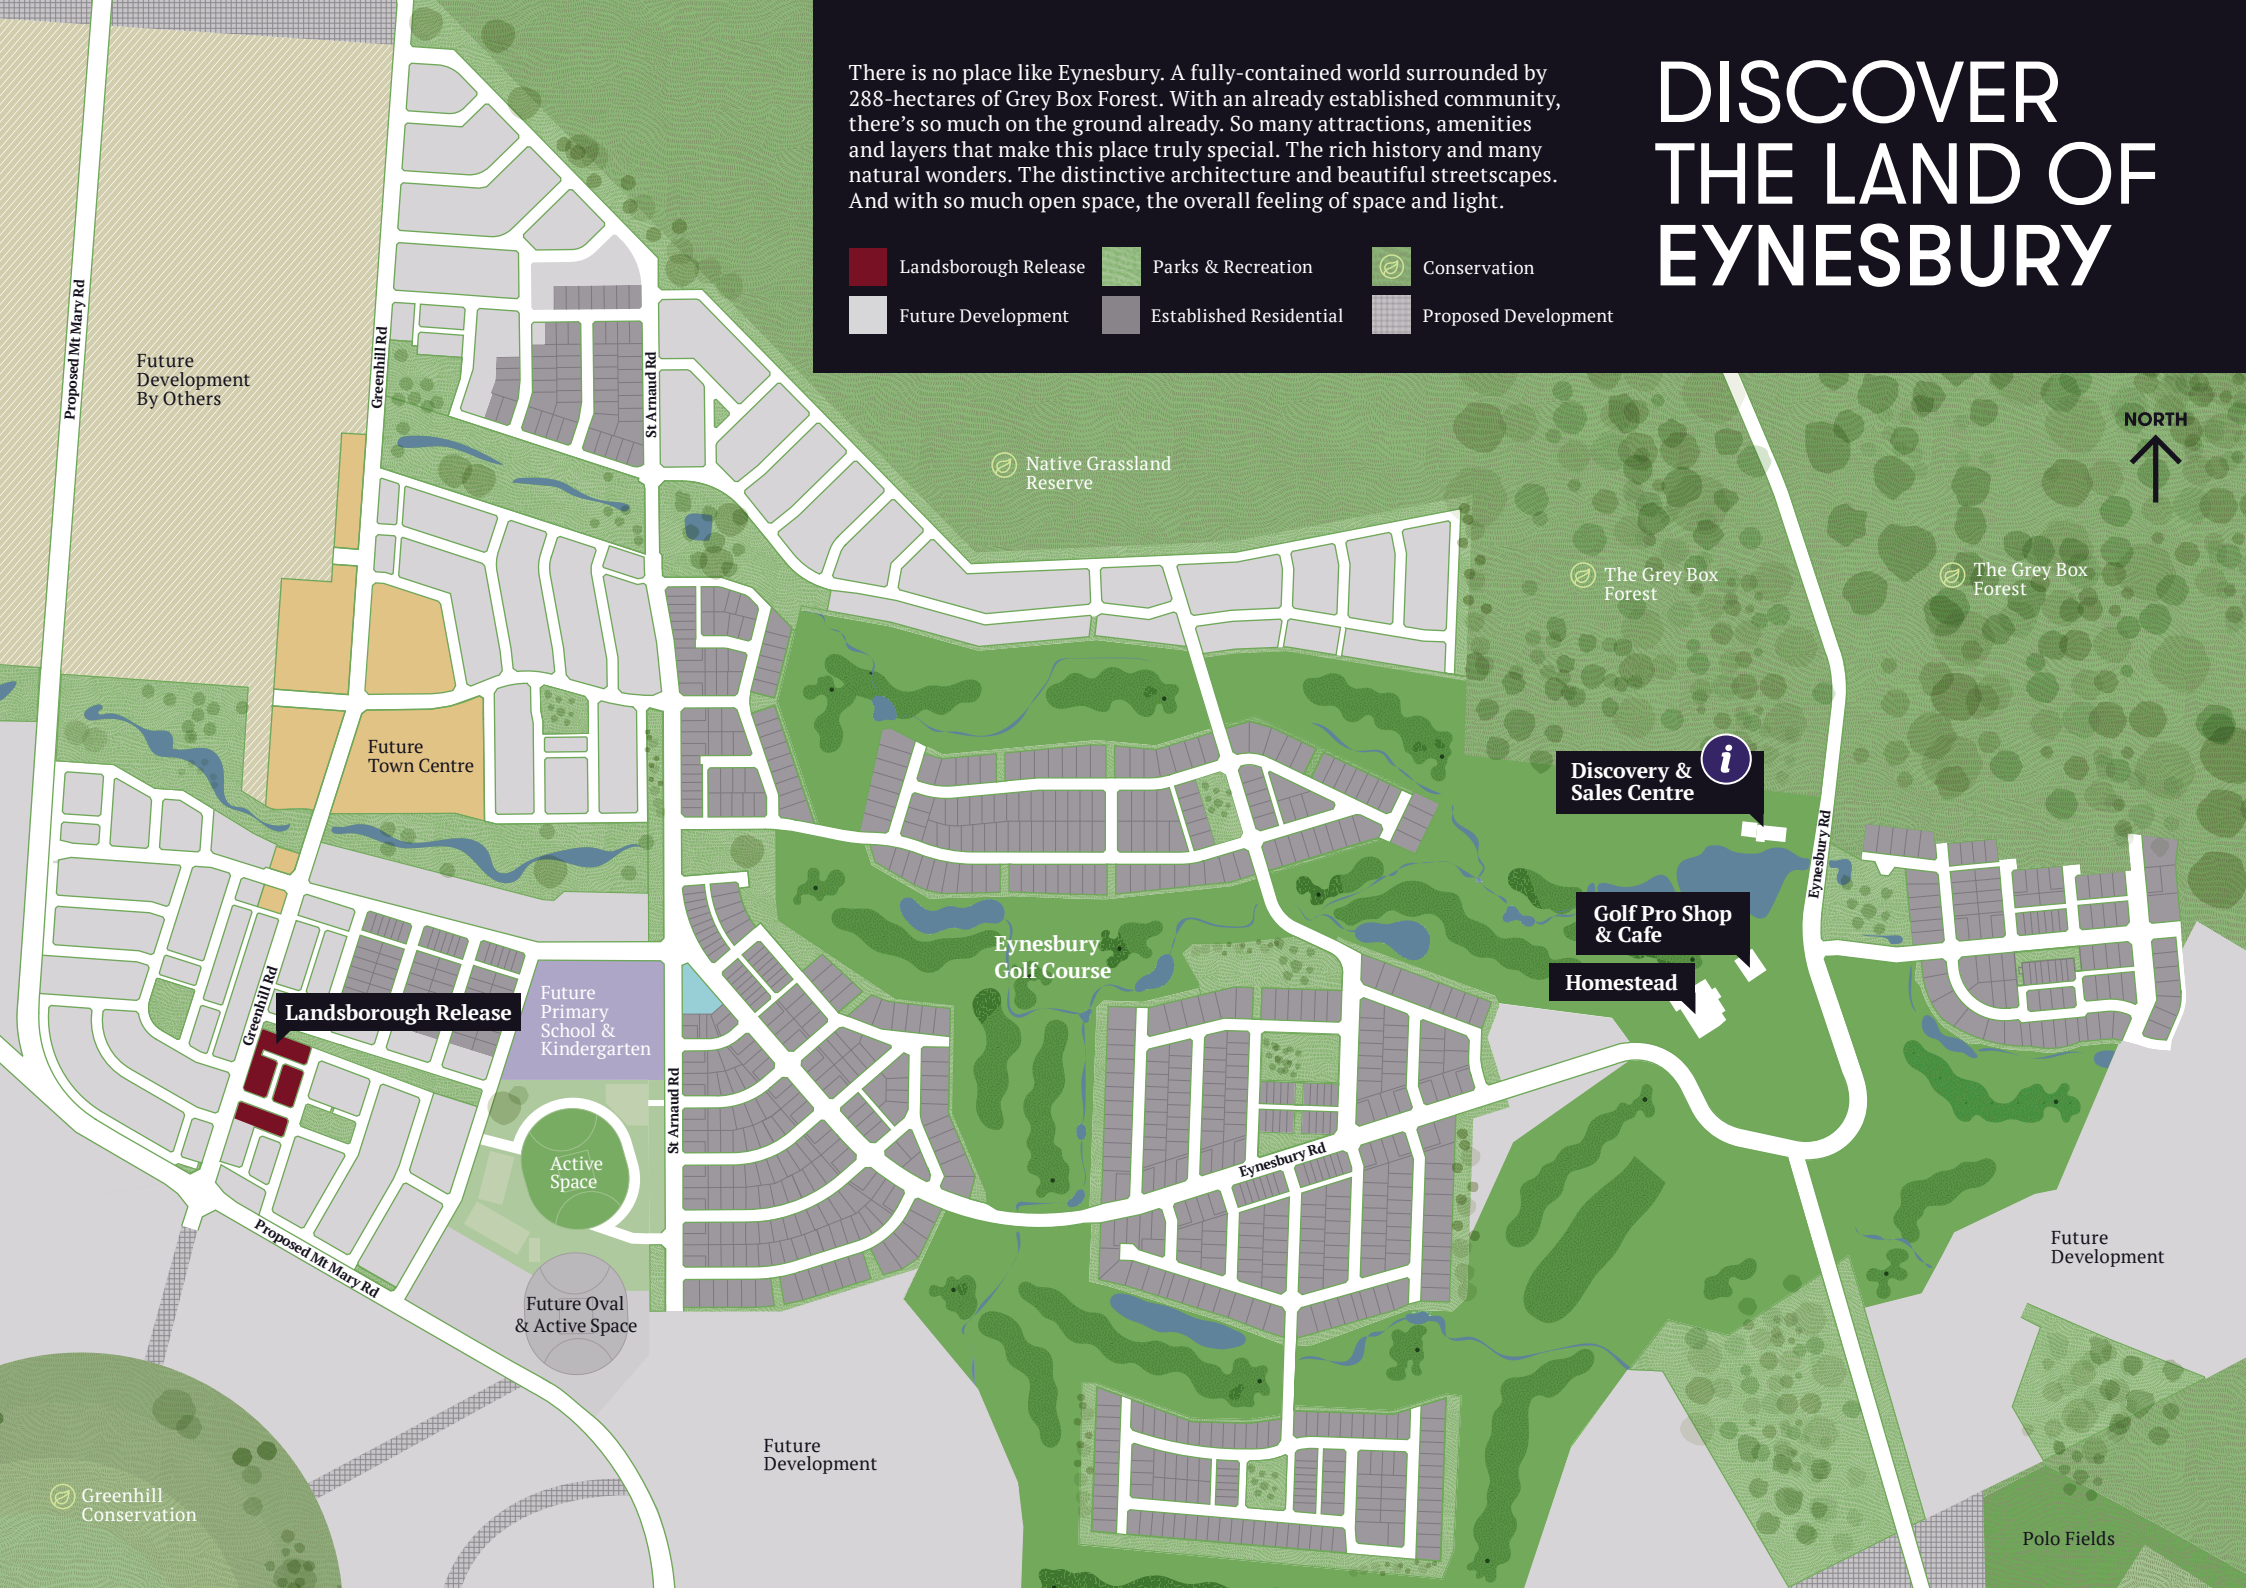 There is no place like Eynesbury. A fully-contained world surrounded by
288-hectares of Grey Box Forest. With an already established community,
there's so much on the ground already. So many attractions, amenities
and layers that make this place truly special. The rich history and many
natural wonders. The distinctive architecture and beautiful streetscapes.
And with so much open space, the overall feeling of space and light.
DISCOVER
THE LAND OF
EYNESBURY
Landsborough Release
Parks & Recreation
Conservation
Future Development
Established Residential
Proposed Development
Proposed Mt Mary Rd
Future
Development
By Others
Greenhill Rd
St Arnaud Rd
NORTH
Native Grassland
Reserve
The Grey Box
Forest
The Grey Box
Forest
Future
Town Centre
Discovery &
Sales Centre
i
Eynesbury Rd
Golf Pro Shop
& Cafe
Homestead
Eynesbury
Golf Course
Greenhill Rd
Landsborough Release
Future
Primary
School &
Kindergarten
St Arnaud Rd
Active
Space
Eynesbury Rd
Proposed Mt Mary Rd
Future Oval
& Active Space
Future
Development
Future
Development
Greenhill
Conservation
Polo Fields